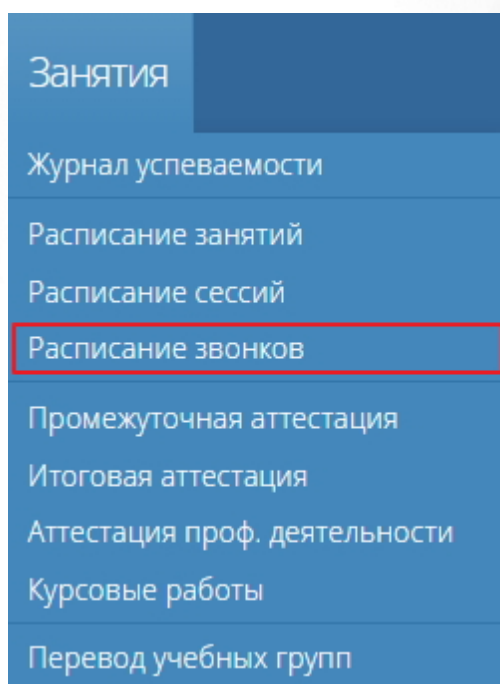 Занятия
Журнал успеваемости
Расписание занятий
Расписание сессий
Расписание звонков
Промежуточная аттестация
Итоговая аттестация
Аттестация проф. деятельности
Курсовые работы
Перевод учебных групп